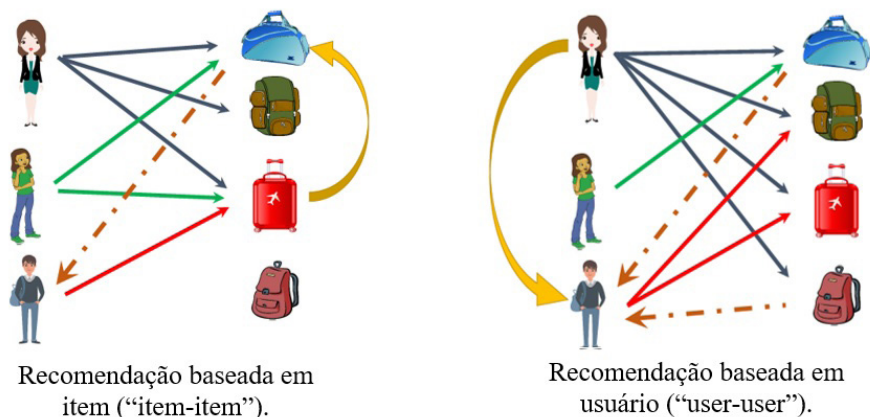 Recomendação baseada em
item (“item-item”).
Recomendação baseada em
usuário (“user-user”).